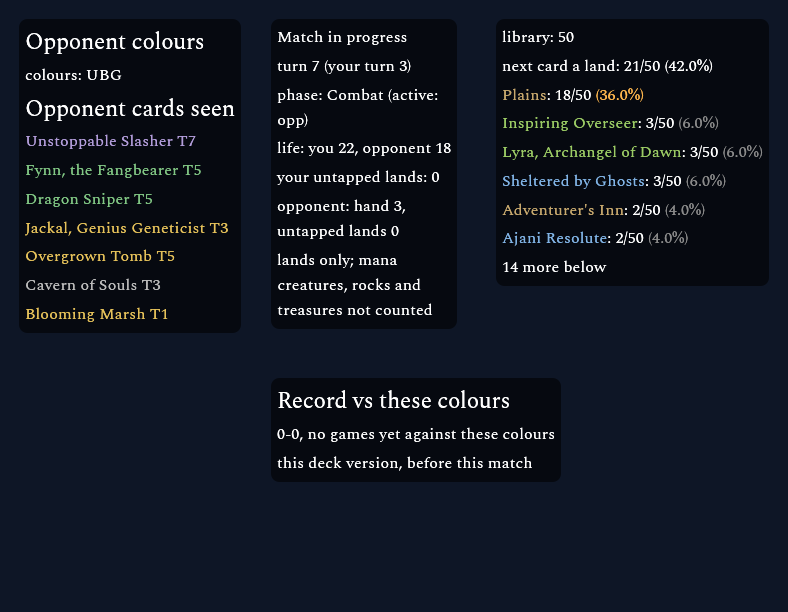 Opponent colours
colours: UBG
Opponent cards seen
Unstoppable Slasher T7
Fynn, the Fangbearer T5
Dragon Sniper T5
Jackal, Genius Geneticist T3
Overgrown Tomb T5
Cavern of Souls T3
Blooming Marsh T1
Match in progress
turn 7 (your turn 3)
phase: Combat (active:
opp)
life: you 22, opponent 18
your untapped lands: 0
opponent: hand 3,
untapped lands 0
lands only; mana
creatures, rocks and
treasures not counted
library: 50
next card a land: 21/50 (42.0%)
Plains: 18/50 (36.0%)
Inspiring Overseer: 3/50 (6.0%)
Lyra, Archangel of Dawn: 3/50 (6.0%)
Sheltered by Ghosts: 3/50 (6.0%)
Adventurer's Inn: 2/50 (4.0%)
Ajani Resolute: 2/50 (4.0%)
14 more below
Record vs these colours
0-0, no games yet against these colours
this deck version, before this match